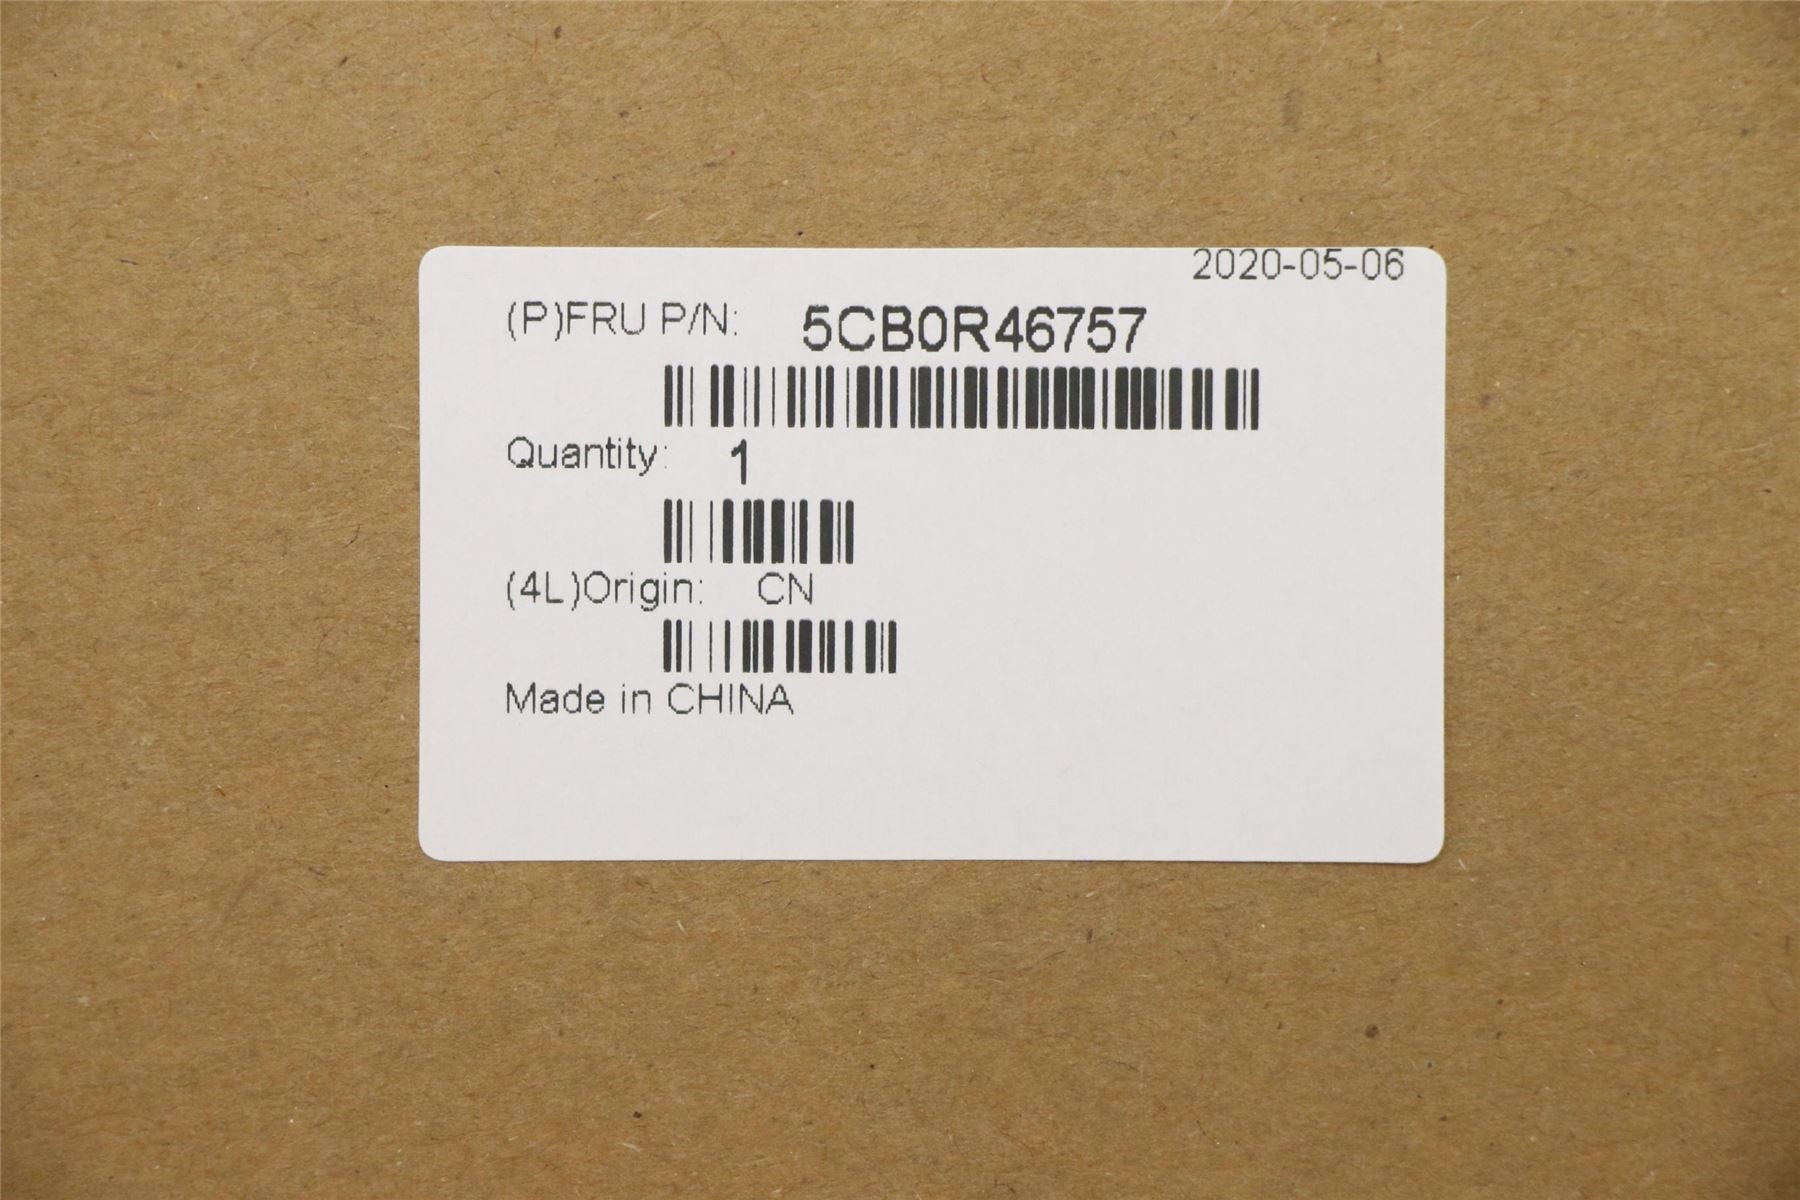 2020-05-06
(P)FRU P/N: 5CB0R46757
Quantity: 1
(4L)Origin: CN
Made in CHINA